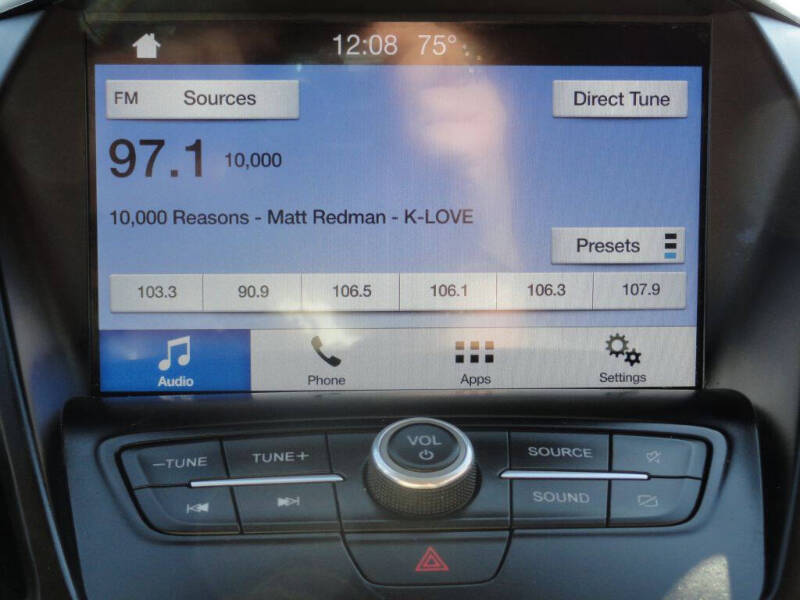 12:08 75°
FM Sources Direct Tune
97.1 10,000
10,000 Reasons - Matt Redman - K-LOVE
Presets
103.3 90.9 106.5 106.1 106.3 107.9
Audio Phone Apps Settings
VOL
−TUNE TUNE+ SOURCE
SOUND